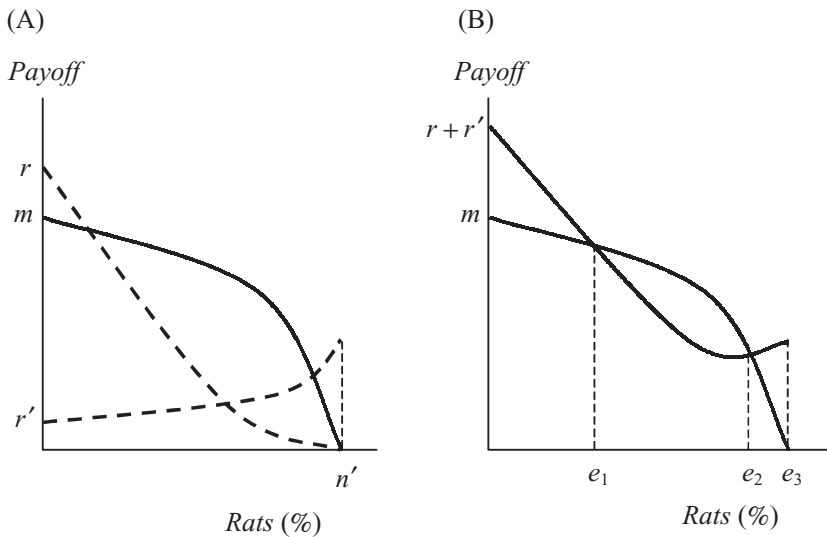 (A)
Payoff
r
m
r′
n′
Rats (%)
(B)
Payoff
r + r′
m
e₁
e₂ e₃
Rats (%)